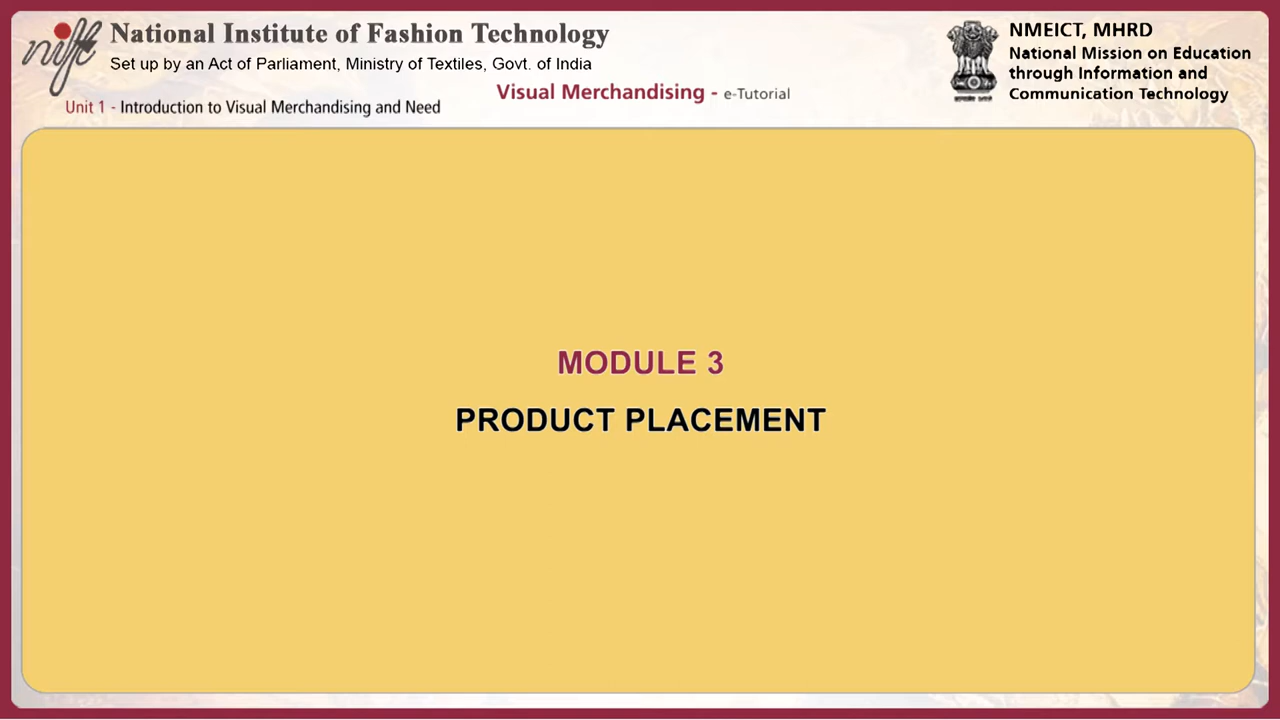 nift
National Institute of Fashion Technology
Set up by an Act of Parliament, Ministry of Textiles, Govt. of India
Unit 1 - Introduction to Visual Merchandising and Need
Visual Merchandising - e-Tutorial
NMEICT, MHRD
National Mission on Education
through Information and
Communication Technology
MODULE 3
PRODUCT PLACEMENT